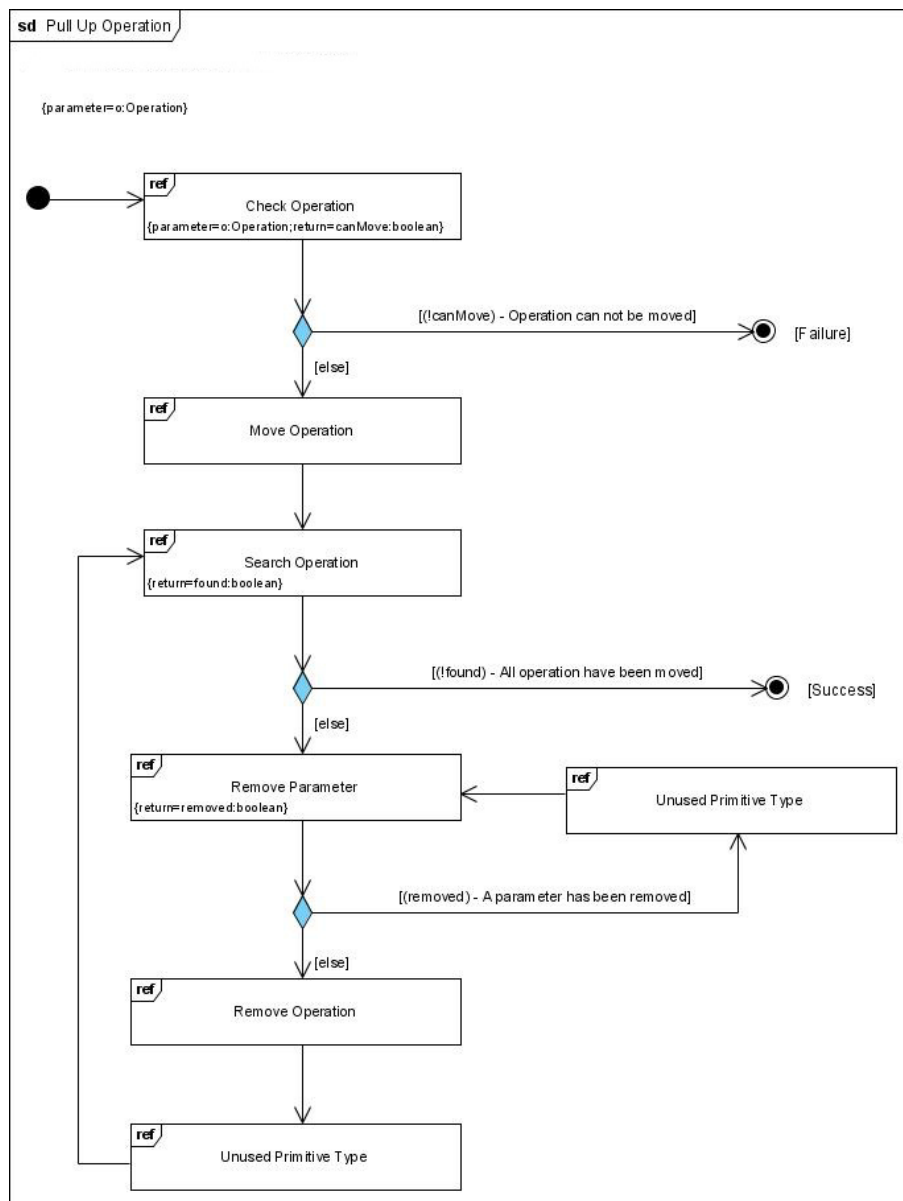 sd Pull Up Operation
{parameter=o:Operation}
ref
Check Operation
{parameter=o:Operation;return=canMove:boolean}
[(!canMove) - Operation can not be moved]
[Failure]
[else]
ref
Move Operation
ref
Search Operation
{return=found:boolean}
[(!found) - All operation have been moved]
[Success]
[else]
ref
Remove Parameter
{return=removed:boolean}
ref
Unused Primitive Type
[(removed) - A parameter has been removed]
[else]
ref
Remove Operation
ref
Unused Primitive Type